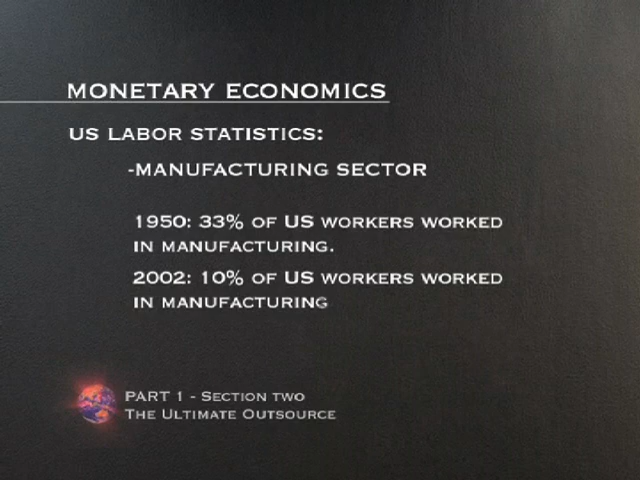 MONETARY ECONOMICS
US LABOR STATISTICS:
-MANUFACTURING SECTOR
1950: 33% OF US WORKERS WORKED
IN MANUFACTURING.
2002: 10% OF US WORKERS WORKED
IN MANUFACTURING
PART 1 - SECTION TWO
THE ULTIMATE OUTSOURCE